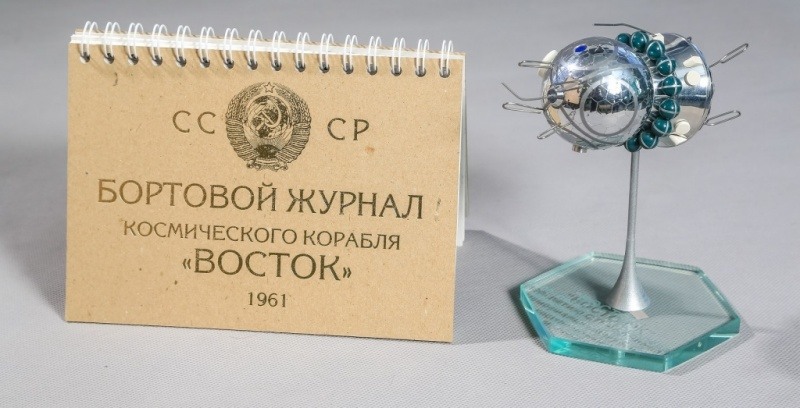 СС СР
БОРТОВОЙ ЖУРНАЛ
КОСМИЧЕСКОГО КОРАБЛЯ
«ВОСТОК»
1961